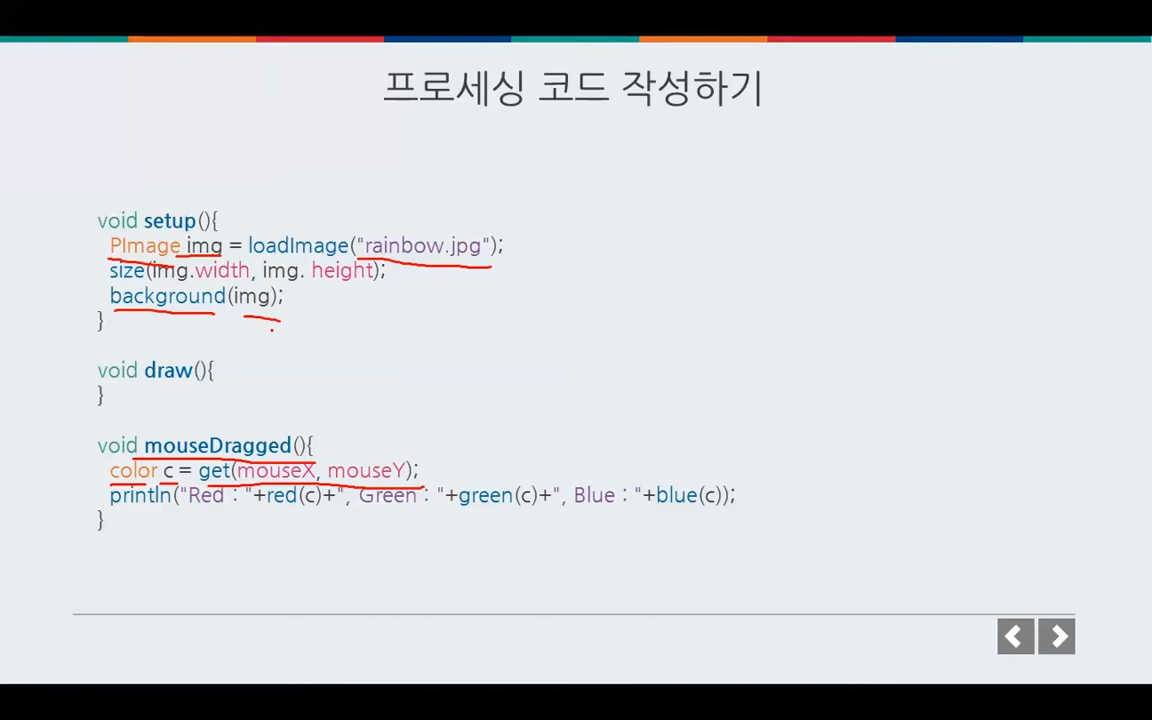 프로세싱 코드 작성하기
void setup(){
PImage img = loadImage("rainbow.jpg");
size(img.width, img. height);
background(img);
}
void draw(){
}
void mouseDragged(){
color c = get(mouseX, mouseY);
println("Red : "+red(c)+", Green : "+green(c)+", Blue : "+blue(c));
}